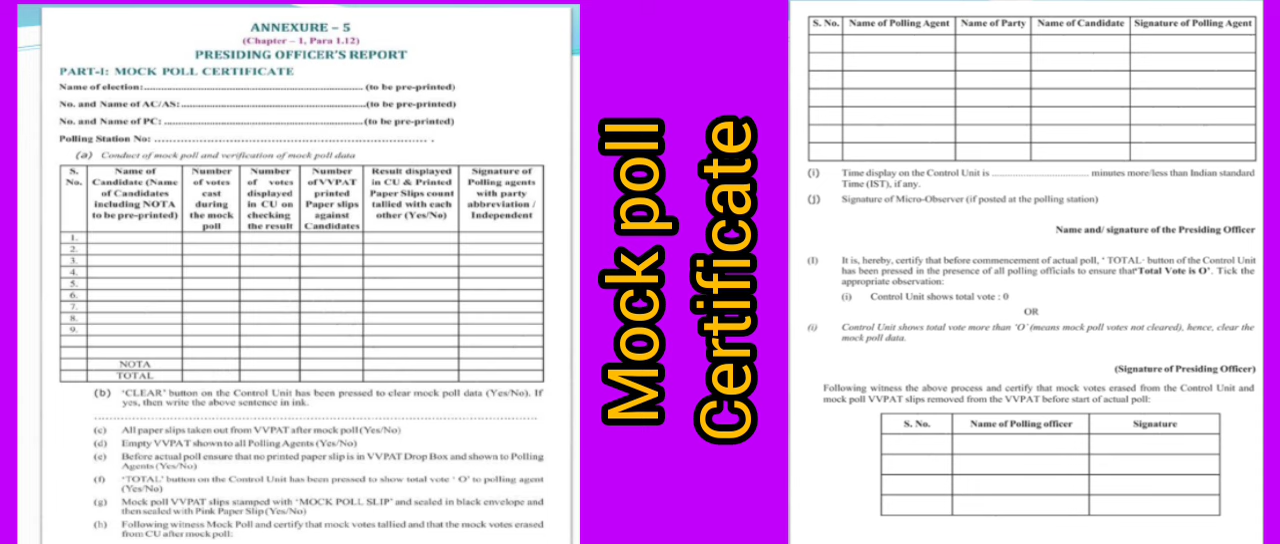 ANNEXURE – 5
(Chapter – 1, Para 1.12)
PRESIDING OFFICER'S REPORT
PART-I: MOCK POLL CERTIFICATE
Name of election:........................................ (to be pre-printed)
No. and Name of AC/AS:........................................(to be pre-printed)
No. and Name of PC: ........................................(to be pre-printed)
Polling Station No: ........................................ .
(a) Conduct of mock poll and verification of mock poll data
S. No. Name of Candidate (Name of Candidates including NOTA to be pre-printed) Number of votes cast during the mock poll Number of votes displayed in CU on checking the result Number of VVPAT printed Paper slips against Candidates Result displayed in CU & Printed Paper Slips count tallied with each other (Yes/No) Signature of Polling agents with party abbreviation / Independent
1.
2.
3.
4.
5.
6.
7.
8.
9.
NOTA
TOTAL
(b) 'CLEAR' button on the Control Unit has been pressed to clear mock poll data (Yes/No). If
yes, then write the above sentence in ink.
........................................
(c) All paper slips taken out from VVPAT after mock poll (Yes/No)
(d) Empty VVPAT shown to all Polling Agents (Yes/No)
(e) Before actual poll ensure that no printed paper slip is in VVPAT Drop Box and shown to Polling
Agents (Yes/No)
(f) 'TOTAL' button on the Control Unit has been pressed to show total vote ' O' to polling agent
(Yes/No)
(g) Mock poll VVPAT slips stamped with 'MOCK POLL SLIP' and sealed in black envelope and
then sealed with Pink Paper Slip (Yes/No)
(h) Following witness Mock Poll and certify that mock votes tallied and that the mock votes erased
from CU after mock poll:
Mock poll
Certificate
S. No. Name of Polling Agent Name of Party Name of Candidate Signature of Polling Agent
(i) Time display on the Control Unit is ........................................ minutes more/less than Indian standard
Time (IST), if any.
(J) Signature of Micro-Observer (if posted at the polling station)
Name and/ signature of the Presiding Officer
(I) It is, hereby, certify that before commencement of actual poll, ' TOTAL- button of the Control Unit
has been pressed in the presence of all polling officials to ensure that'Total Vote is O'. Tick the
appropriate observation:
(i) Control Unit shows total vote : 0
OR
(i) Control Unit shows total vote more than 'O' (means mock poll votes not cleared), hence, clear the
mock poll data.
(Signature of Presiding Officer)
Following witness the above process and certify that mock votes erased from the Control Unit and
mock poll VVPAT slips removed from the VVPAT before start of actual poll:
S. No. Name of Polling officer Signature